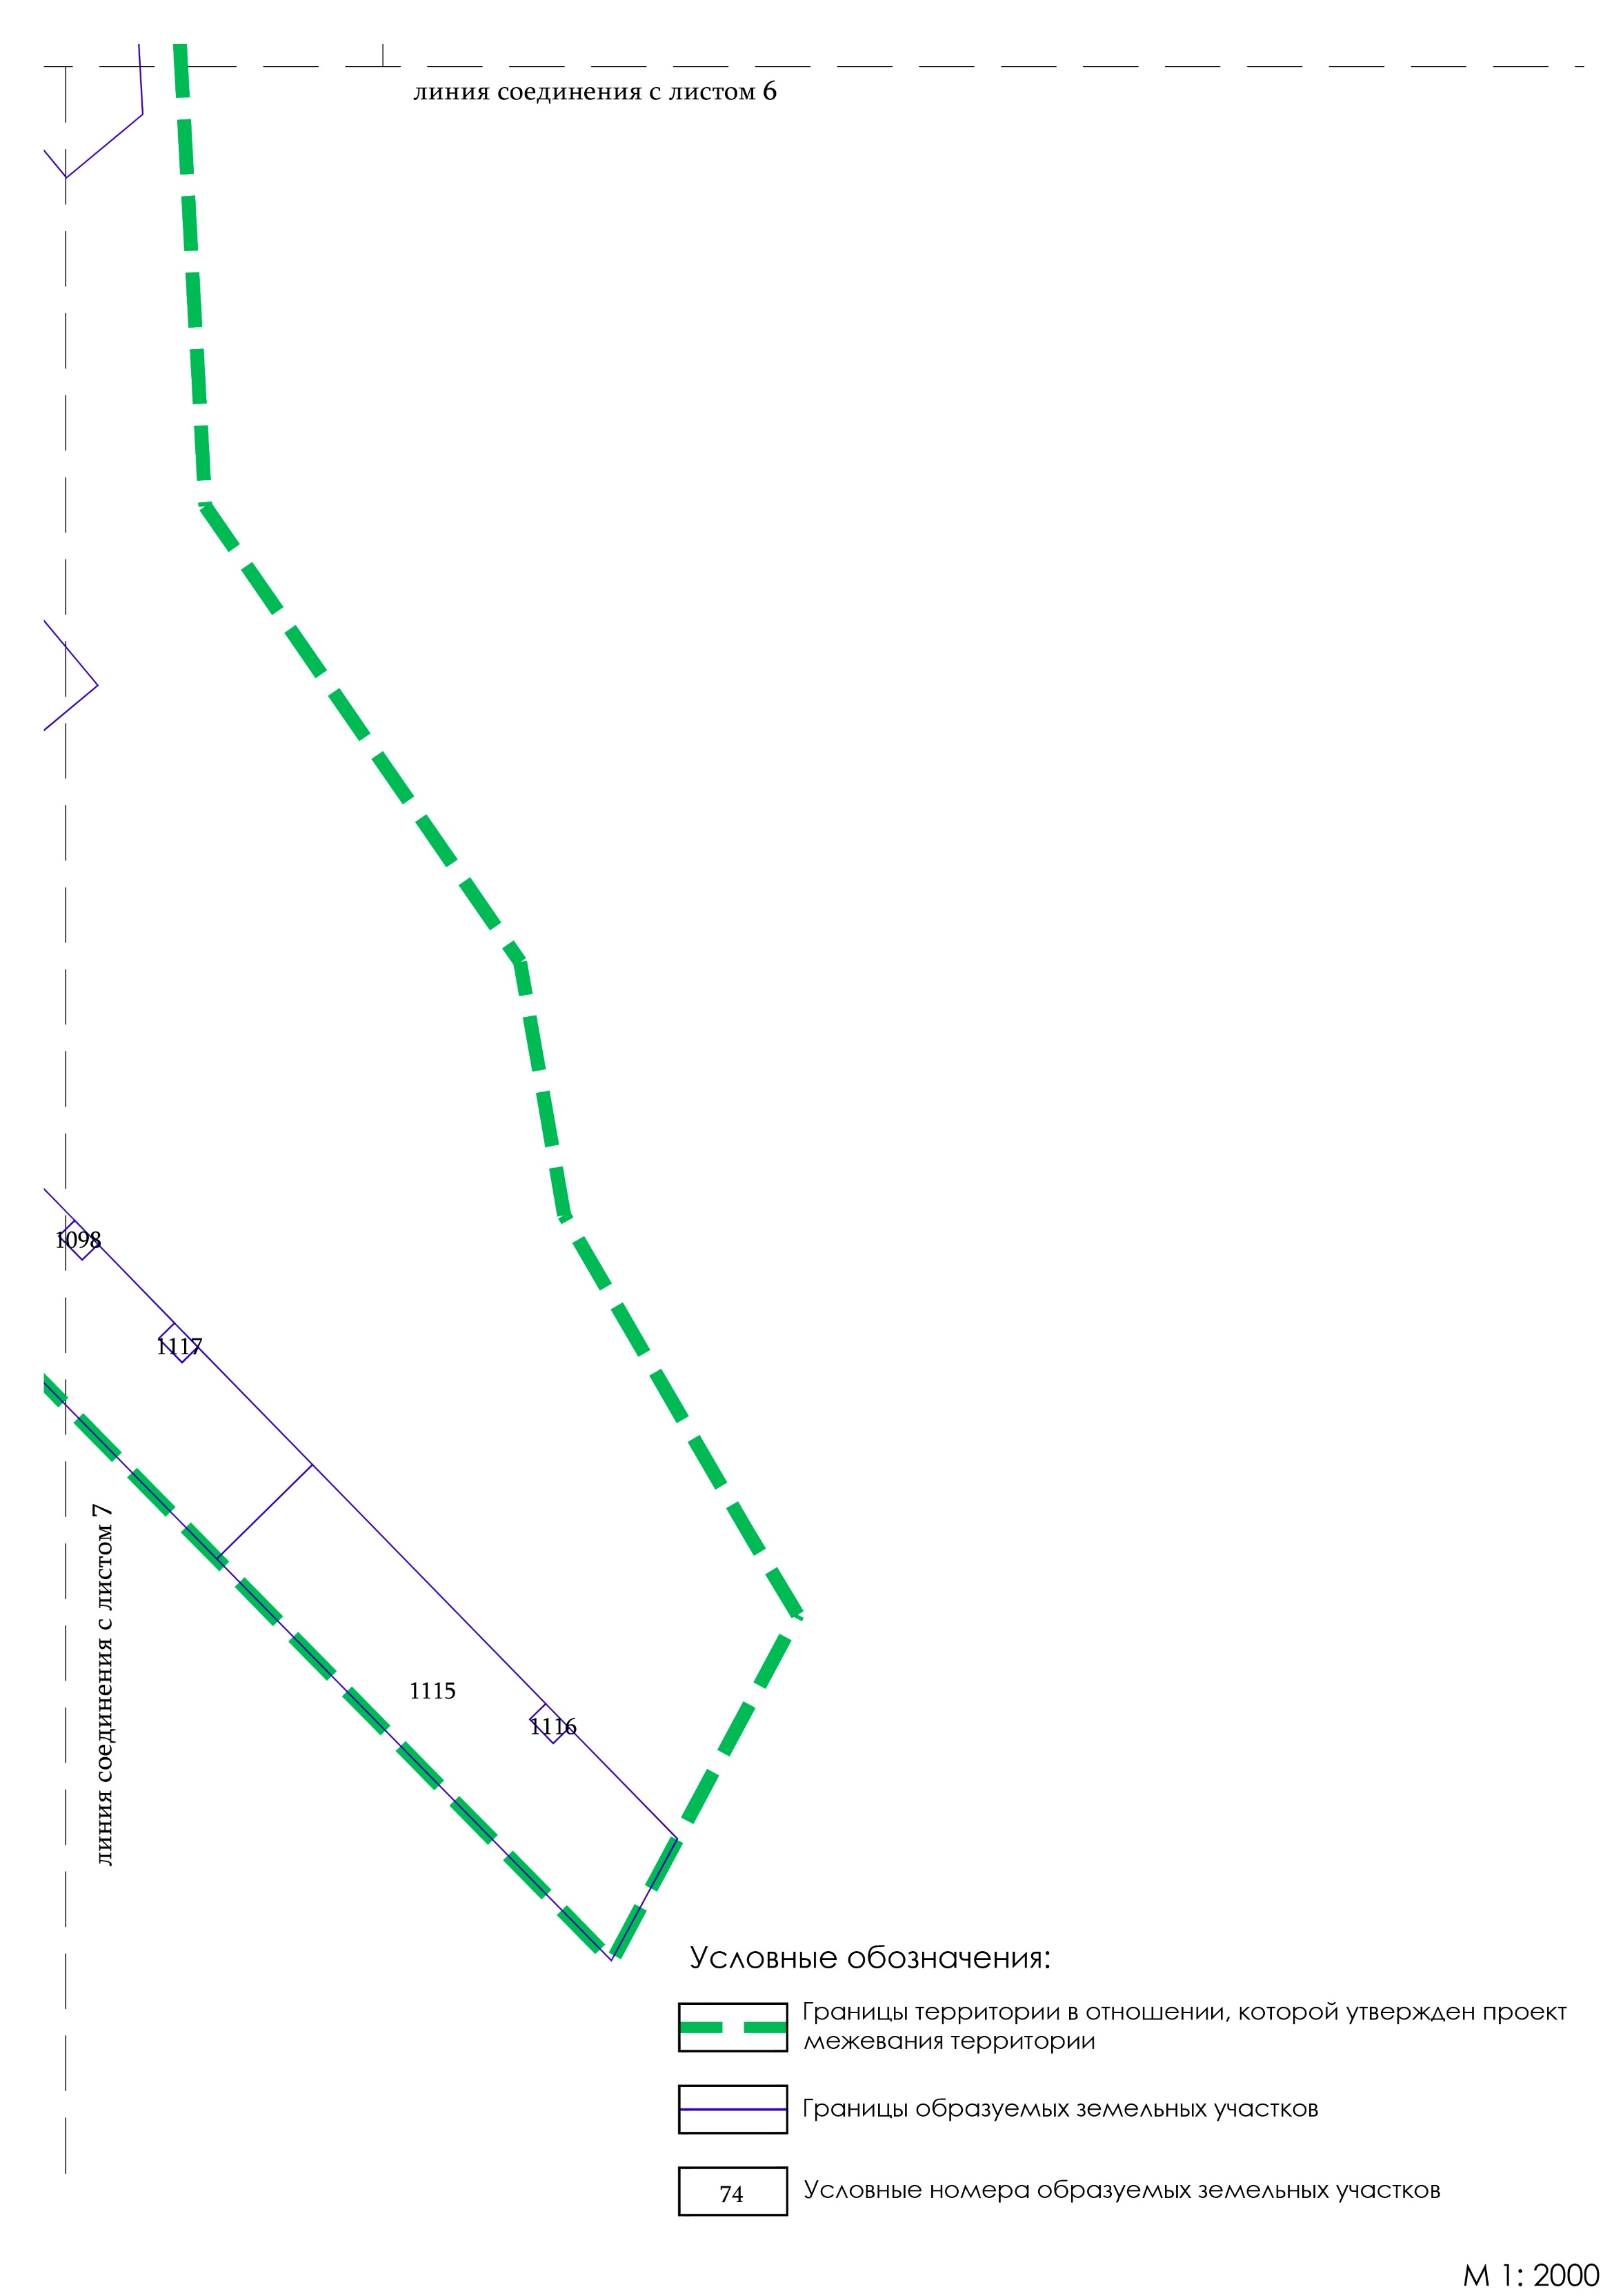 линия соединения с листом 6
1098
1117
линия соединения с листом 7
1115
1116
Условные обозначения:
Границы территории в отношении, которой утвержден проект
межевания территории
Границы образуемых земельных участков
74
Условные номера образуемых земельных участков
М 1: 2000